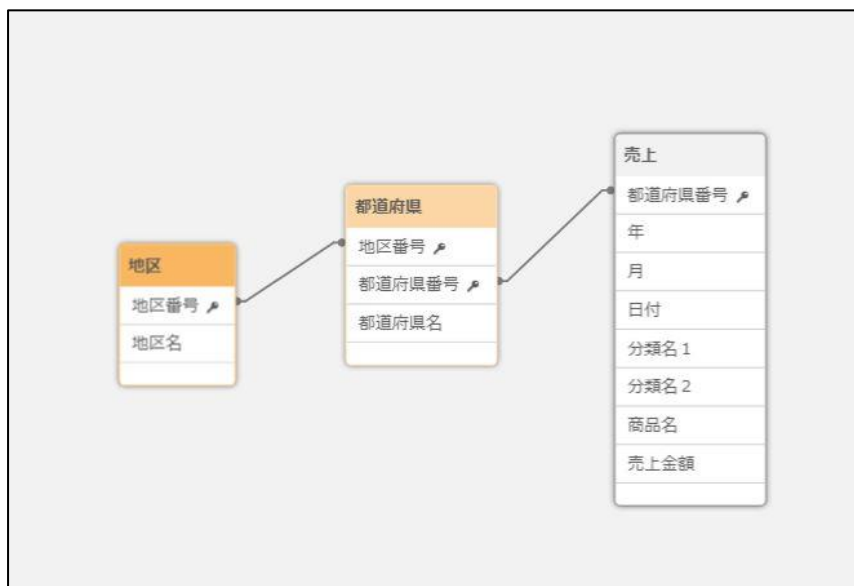 地区
地区番号
地区名
都道府県
地区番号
都道府県番号
都道府県名
売上
都道府県番号
年
月
日付
分類名1
分類名2
商品名
売上金額